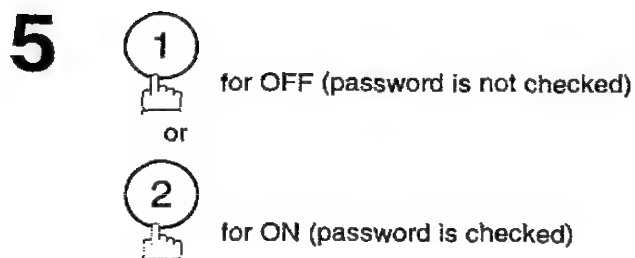 5
1
for OFF (password is not checked)
or
2
for ON (password is checked)